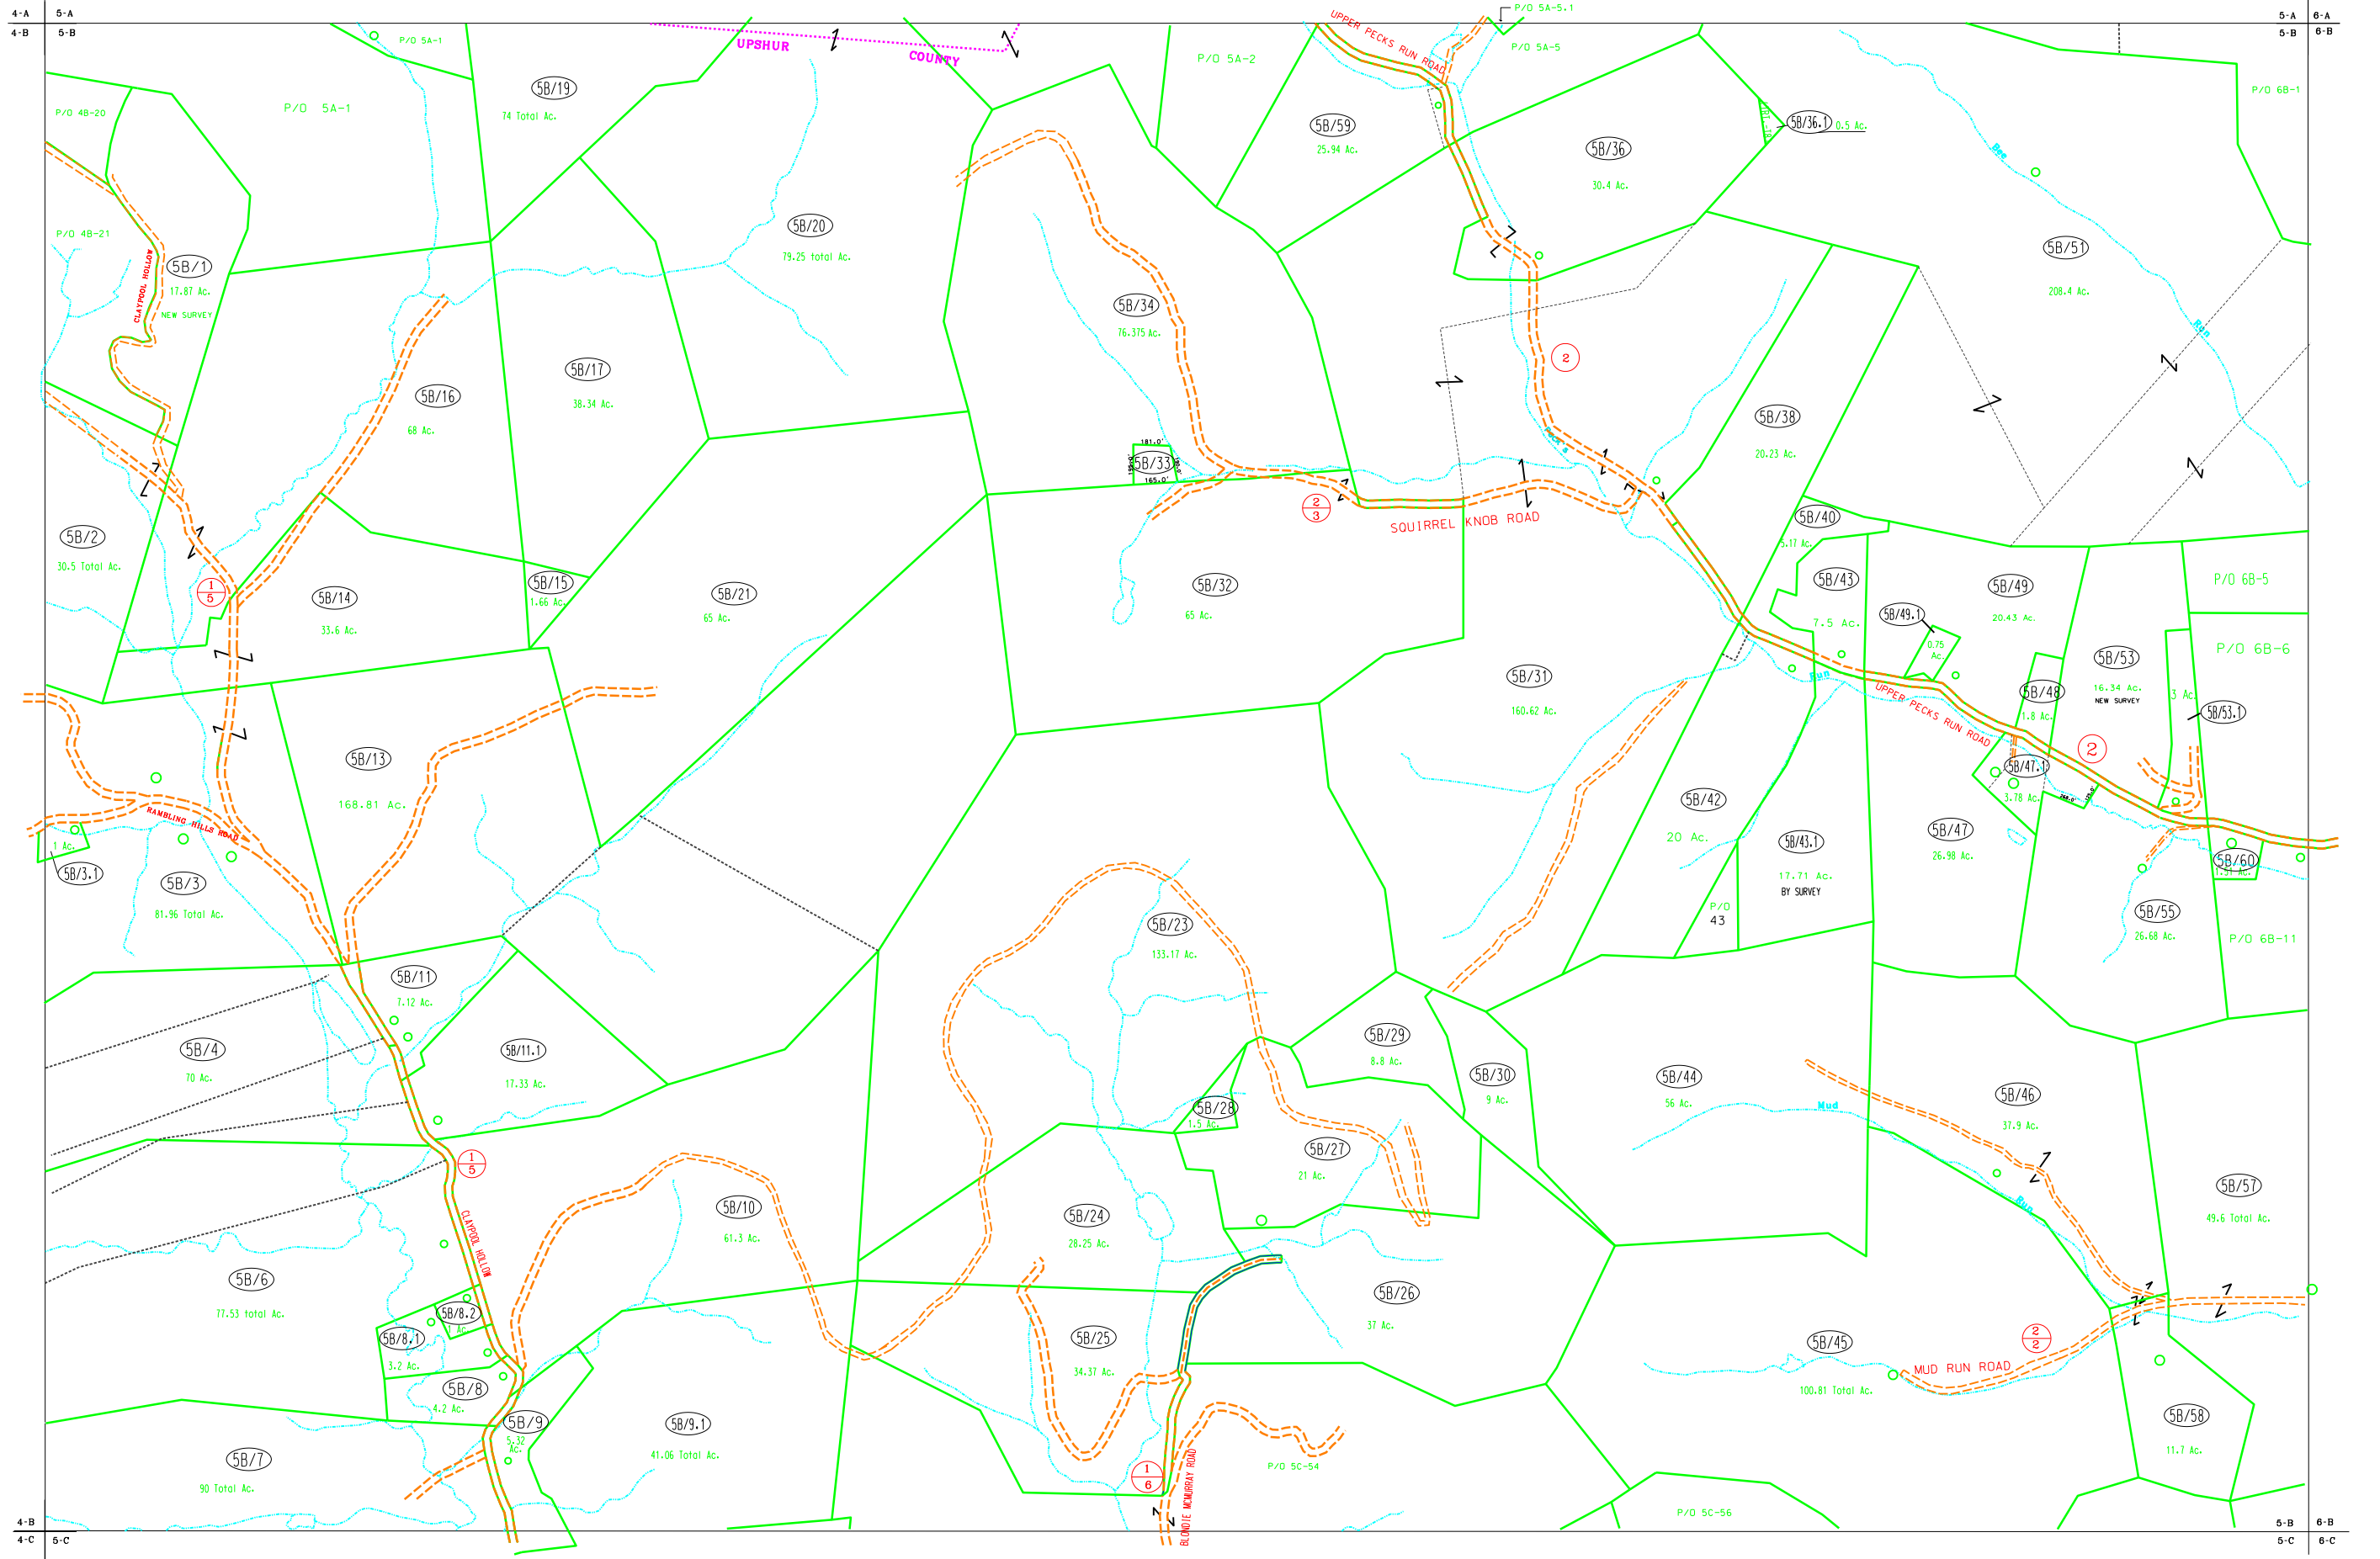 4-A
5-A
4-B
5-B
P/O 5A-5.1
5-A
6-A
5-B
6-B
P/O 5A-1
UPSHUR
COUNTY
UPPER PECKS RUN ROAD
P/O 5A-5
P/O 5A-2
5B/19
74 Total Ac.
P/O 6B-1
P/O 4B-20
P/O 5A-1
5B/59
25.94 Ac.
5B/36.1
0.5 Ac.
5B/36
30.4 Ac.
Bee
Run
P/O 4B-21
5B/20
79.25 total Ac.
5B/51
208.4 Ac.
CLAYPOOL HOLLOW
5B/1
17.87 Ac.
NEW SURVEY
5B/34
76.375 Ac.
2
5B/17
38.34 Ac.
5B/16
68 Ac.
5B/38
20.23 Ac.
181.0'
5B/33
165.0'
2
3
SQUIRREL KNOB ROAD
5B/40
5.17 Ac.
5B/2
30.5 Total Ac.
1
5
5B/14
33.6 Ac.
5B/15
1.66 Ac.
5B/21
65 Ac.
5B/32
65 Ac.
5B/43
7.5 Ac.
5B/49
20.43 Ac.
5B/49.1
0.75
Ac.
P/O 6B-5
P/O 6B-6
5B/53
16.34 Ac.
NEW SURVEY
3 Ac.
5B/53.1
5B/31
160.62 Ac.
Run
UPPER PECKS RUN ROAD
5B/48
1.8 Ac.
2
5B/47.1
3.78 Ac.
5B/13
168.81 Ac.
RAMBLING HILLS ROAD
1 Ac.
5B/3.1
5B/3
81.96 Total Ac.
5B/42
20 Ac.
5B/43.1
17.71 Ac.
BY SURVEY
P/O
43
5B/47
26.98 Ac.
5B/60
1.51 Ac.
5B/55
26.68 Ac.
P/O 6B-11
5B/23
133.17 Ac.
5B/11
7.12 Ac.
5B/4
70 Ac.
5B/11.1
17.33 Ac.
5B/29
8.8 Ac.
5B/30
9 Ac.
5B/28
1.5 Ac.
5B/44
56 Ac.
Mud
Run
5B/46
37.9 Ac.
5B/27
21 Ac.
1
5
CLAYPOOL HOLLOW
5B/10
61.3 Ac.
5B/24
28.25 Ac.
5B/57
49.6 Total Ac.
5B/6
77.53 total Ac.
5B/8.2
1 Ac.
5B/8.1
3.2 Ac.
5B/26
37 Ac.
5B/25
34.37 Ac.
5B/45
100.81 Total Ac.
2
2
MUD RUN ROAD
5B/8
4.2 Ac.
5B/9
5.32
Ac.
5B/9.1
41.06 Total Ac.
5B/58
11.7 Ac.
5B/7
90 Total Ac.
1
6
BLONDIE MCMURRAY ROAD
P/O 5C-54
P/O 5C-56
4-B
4-C
5-C
5-B
6-B
5-C
6-C